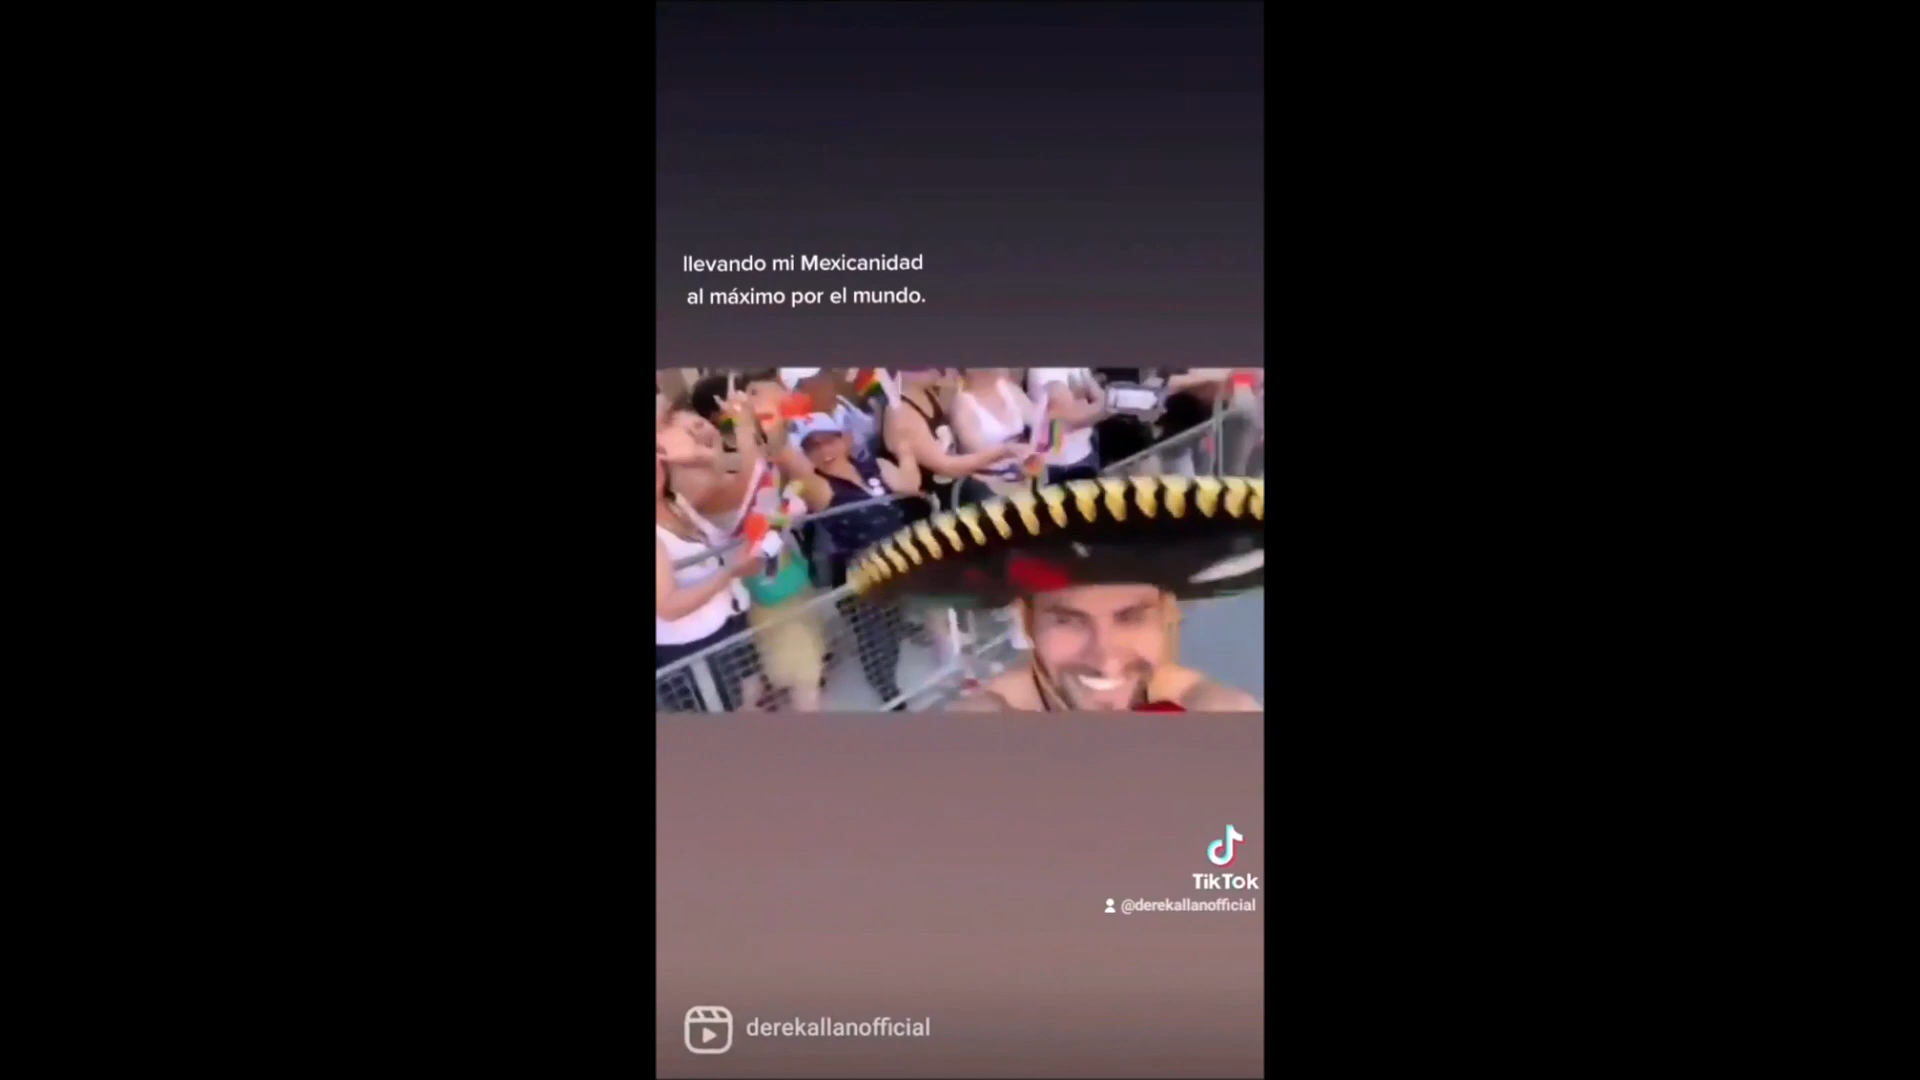 llevando mi Mexicanidad
al máximo por el mundo.
TikTok
@derekallanofficial
derekallanofficial